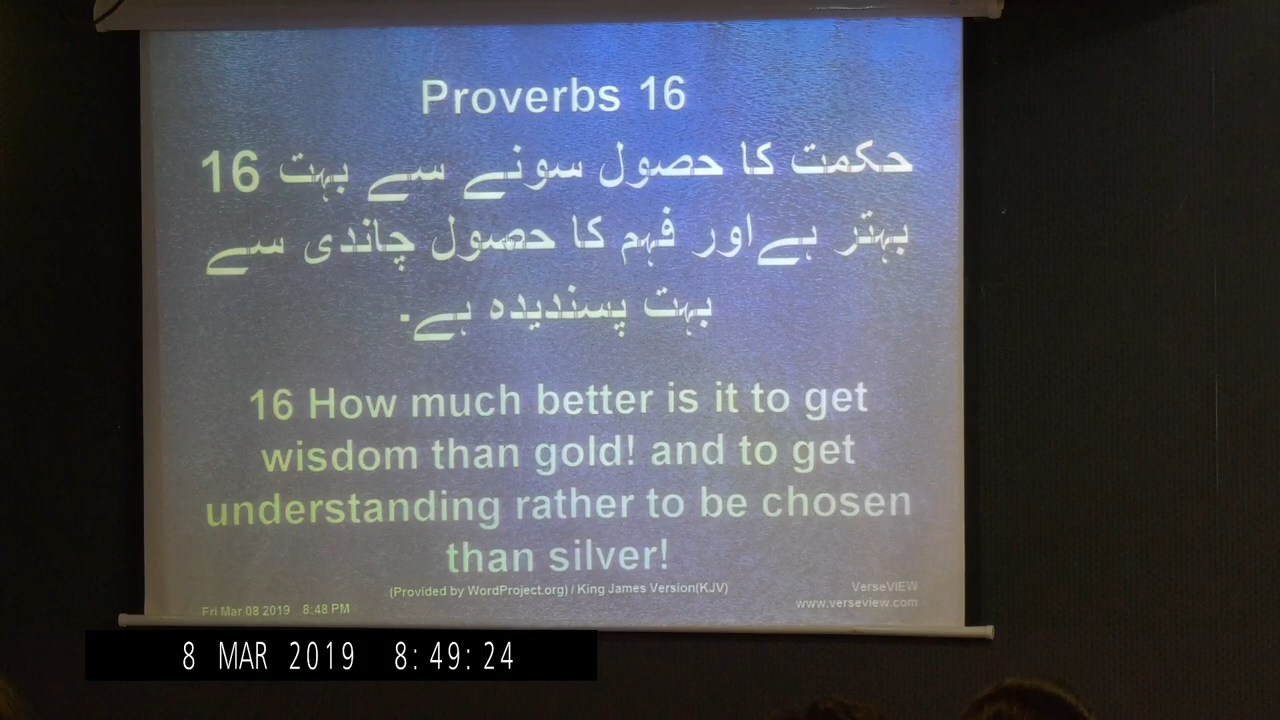 Proverbs 16
16 حکمت کا حصول سونے سے بہت
بہتر ہےاور فہم کا حصول چاندی سے
بہت پسندیدہ ہے۔
16 How much better is it to get
wisdom than gold! and to get
understanding rather to be chosen
than silver!
(Provided by WordProject.org) / King James Version(KJV)
VerseVIEW
www.verseview.com
Fri Mar 08 2019 8:48 PM
8 MAR 2019 8:49:24